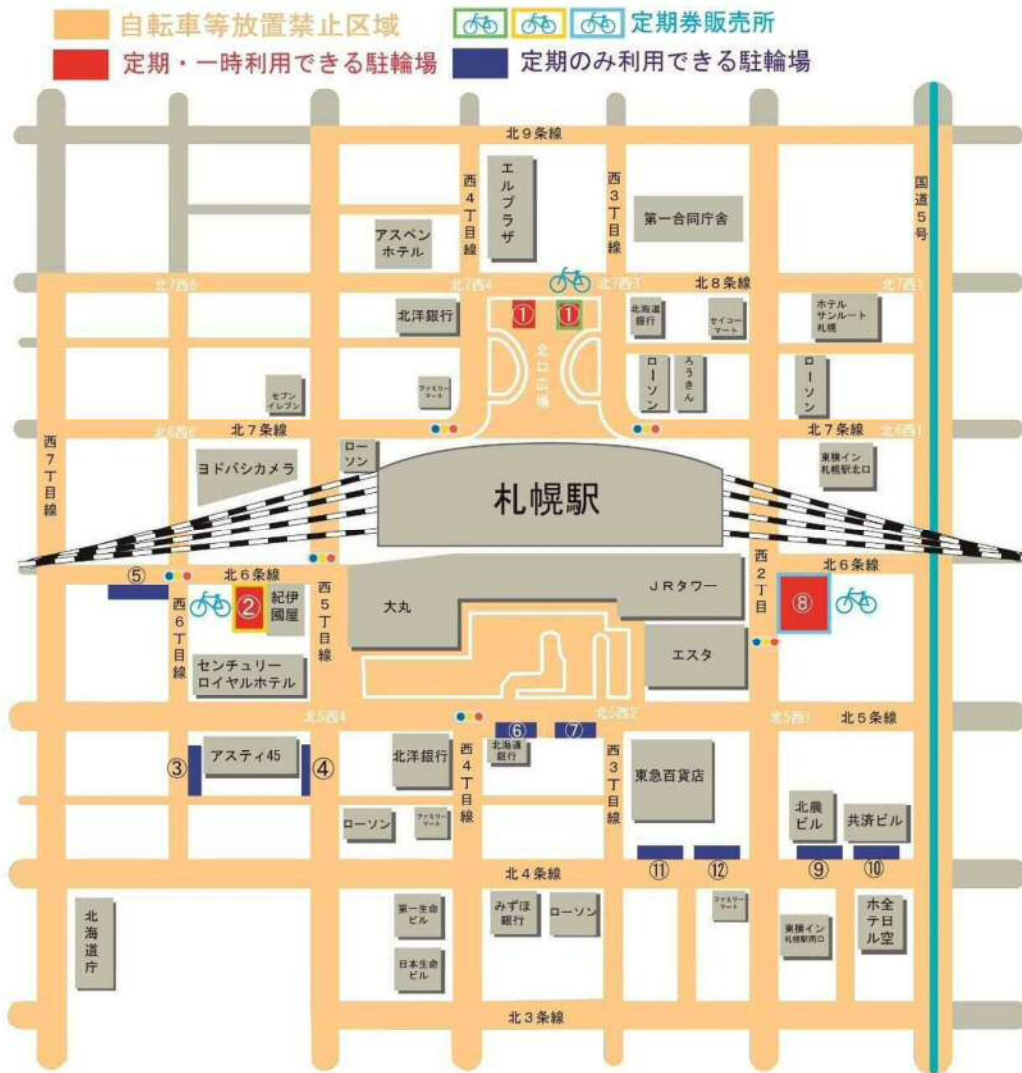 自転車等放置禁止区域
定期券販売所
定期・一時利用できる駐輪場
定期のみ利用できる駐輪場
北9条線
西4丁目線
エルプラザ
西3丁目線
第一合同庁舎
国道5号
アスペン
ホテル
北7西6
北7西4
北7西3
北8条線
北7西1
北洋銀行
①
①
北海道
銀行
セイコー
マート
ホテル
サンルート
札幌
北口広場
セブン
イレブン
ファミリー
マート
ローソン
ろうきん
ローソン
西7丁目線
北6西6
北7条線
北7条線
北6西1
ヨドバシカメラ
ロー
ソン
札幌駅
東横イン
札幌駅北口
⑤
北6条線
西5丁目線
西2丁目
北6条線
西6丁目線
②
紀伊
國屋
大丸
JRタワー
⑧
センチュリー
ロイヤルホテル
エスタ
北5西4
北5西2
北5西1
北5条線
③
アスティ45
④
北洋銀行
西4丁目線
⑥
⑦
北海道
銀行
西3丁目線
東急百貨店
ローソン
ファミリー
マート
北農
ビル
共済ビル
⑪
⑫
⑨
⑩
北4条線
北海道庁
第一生命
ビル
みずほ
銀行
ローソン
ファミリー
マート
東横イン
札幌駅南口
ホテル
全日空
日本生命
ビル
北3条線